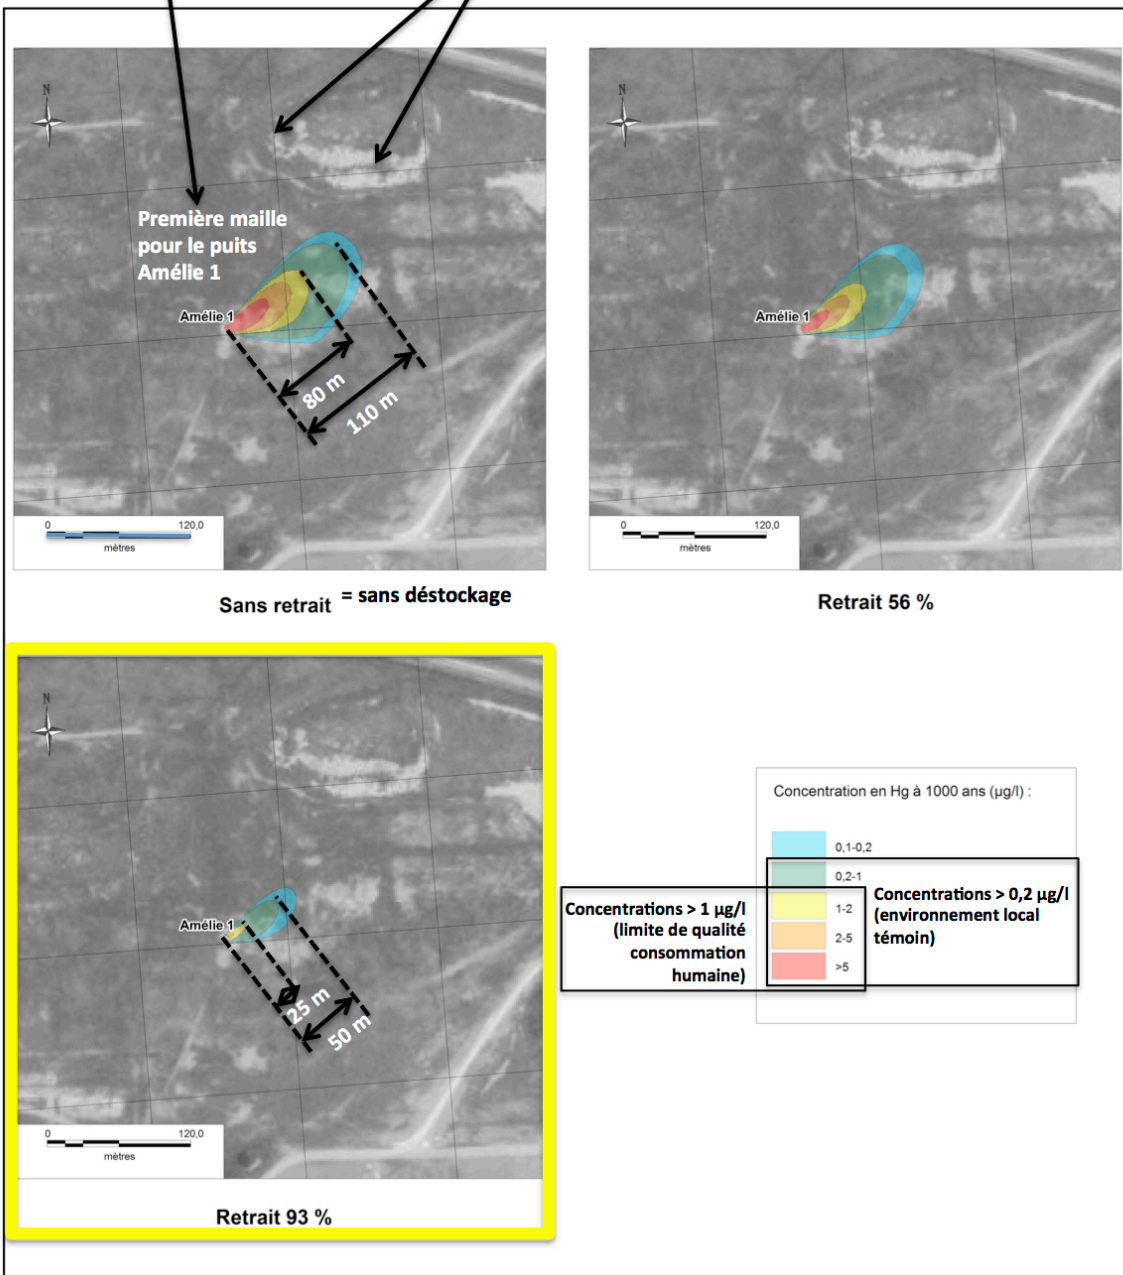 N
Première maille
pour le puits
Amélie 1
Amélie 1
80 m
110 m
0 120,0
mètres
Sans retrait = sans déstockage
N
Amélie 1
0 120,0
mètres
Retrait 56 %
N
Amélie 1
25 m
50 m
0 120,0
mètres
Retrait 93 %
Concentration en Hg à 1000 ans (µg/l) :
0,1-0,2
0,2-1
1-2
2-5
>5
Concentrations > 1 µg/l
(limite de qualité
consommation
humaine)
Concentrations > 0,2 µg/l
(environnement local
témoin)